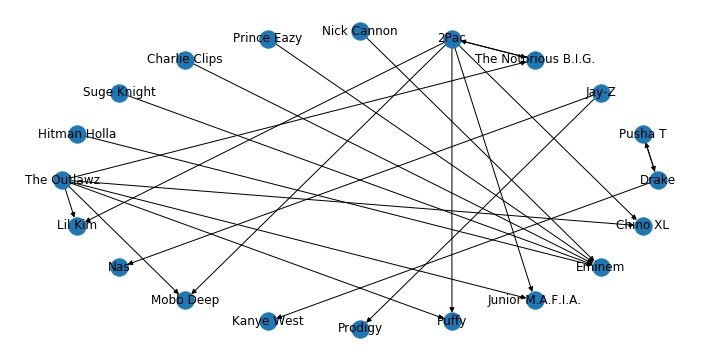 Nick Cannon
Prince Eazy
2Pac
Charlie Clips
The Notorious B.I.G.
Suge Knight
Jay-Z
Hitman Holla
Pusha T
The Outlawz
Drake
Lil Kim
Chino XL
Nas
Eminem
Mobb Deep
Junior M.A.F.I.A.
Kanye West
Puffy
Prodigy